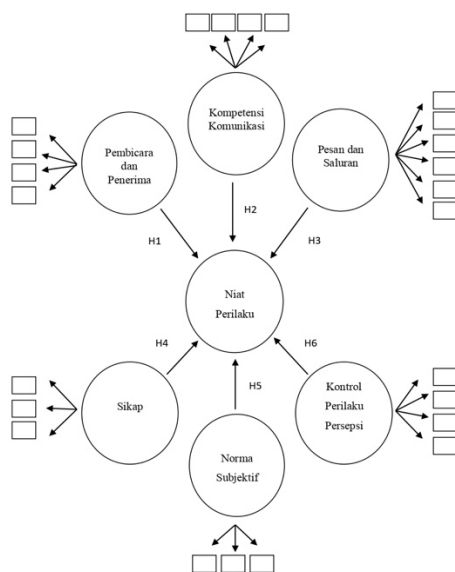 Kompetensi
Komunikasi
Pembicara
dan
Penerima
Pesan dan
Saluran
H1
H2
H3
Niat
Perilaku
H4
H5
H6
Sikap
Norma
Subjektif
Kontrol
Perilaku
Persepsi